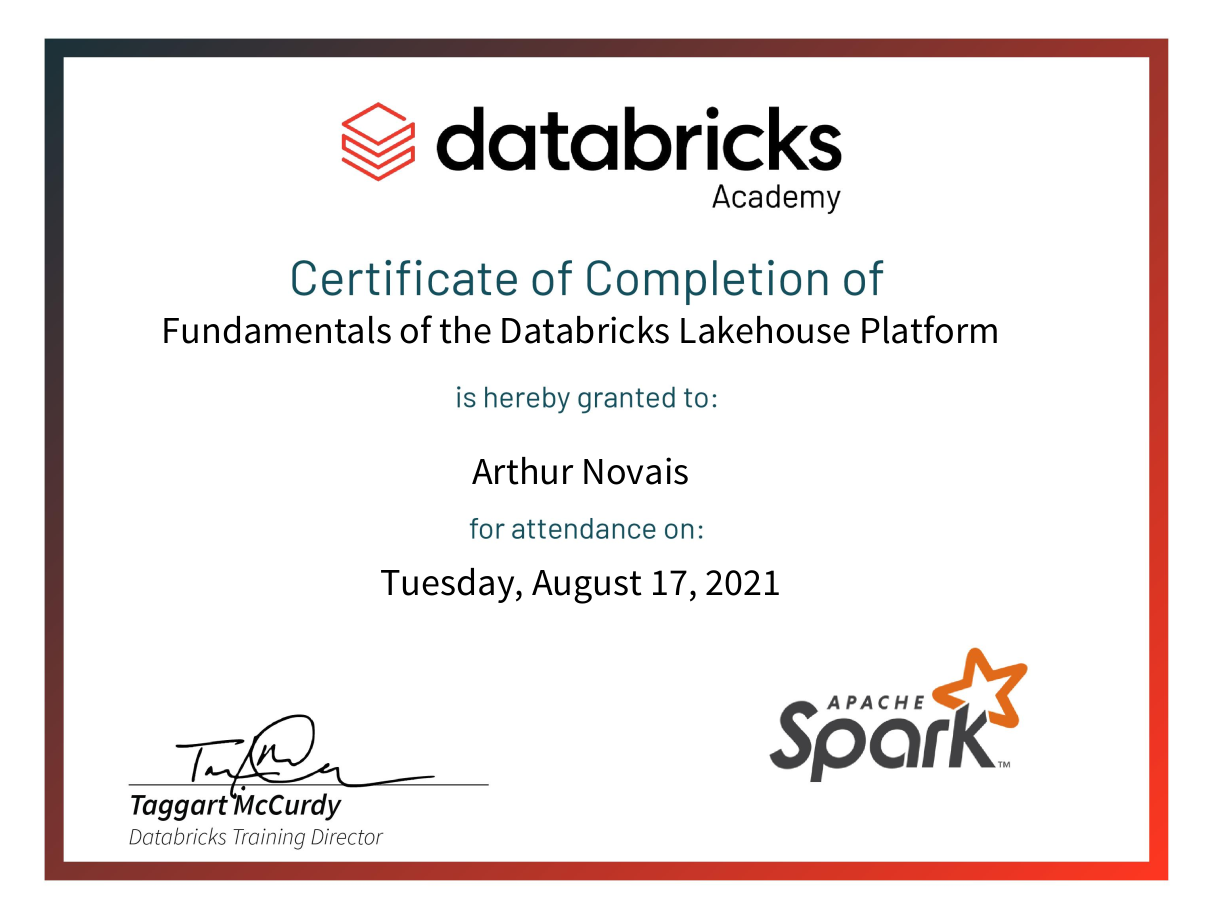 databricks
Academy
Certificate of Completion of
Fundamentals of the Databricks Lakehouse Platform
is hereby granted to:
Arthur Novais
for attendance on:
Tuesday, August 17, 2021
APACHE
Spark™
Taggart McCurdy
Databricks Training Director